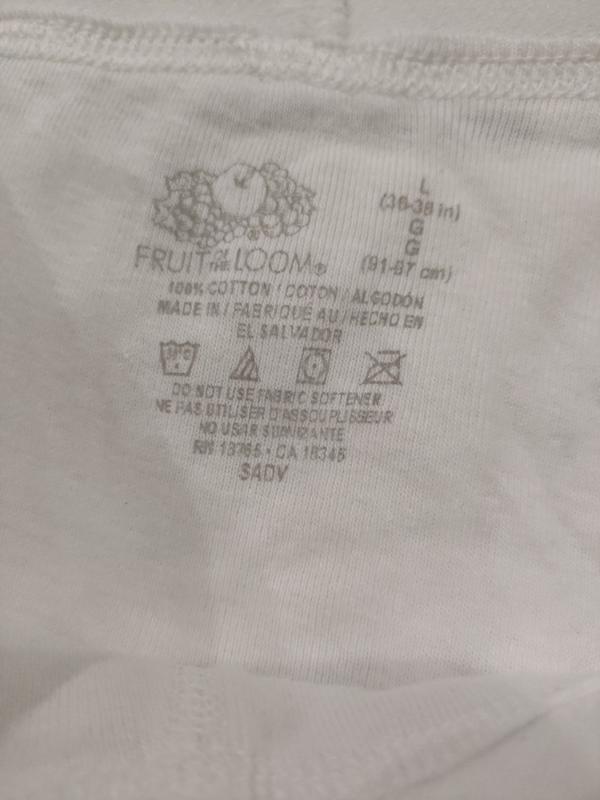 FRUIT OF THE LOOM®
L
(36-38 in)
G
G
(91-97 cm)
100% COTTON / COTON / ALGODÓN
MADE IN / FABRIQUÉ AU / HECHO EN
EL SALVADOR
DO NOT USE FABRIC SOFTENER
NE PAS UTILISER D'ASSOUPLISSEUR
NO USAR SUAVIZANTE
RN 13765 • CA 18345
SADV